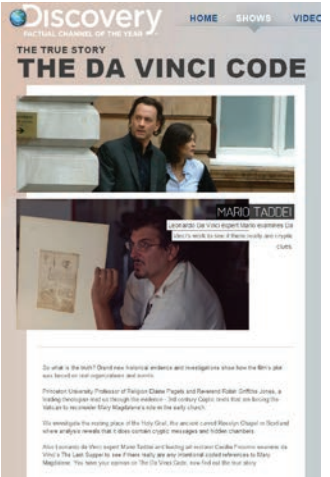 Discovery
FACTUAL CHANNEL OF THE YEAR
HOME SHOWS VIDEO
THE TRUE STORY
THE DA VINCI CODE
MARIO TADDEI
Leonardo Da Vinci expert Mario examines Da
Vinci's work to see if there really are cryptic
clues.
So what is the truth? Brand new historical evidence and investigations show how the film's plot
was based on real organizations and events.
Princeton University Professor of Religion Elaine Pagels and Reverend Robin Griffiths Jones, a
leading theologian lead us through the evidence - 3rd century Coptic texts that are forcing the
Vatican to reconsider Mary Magdalene's role in the early church.
We investigate the resting place of the Holy Grail, the ancient carved Rosslyn Chapel in Scotland
where analysis reveals that it does contain cryptic messages and hidden chambers.
Also Leonardo da Vinci expert Mario Taddei and leading art restorer Cecilia Frosinini examine da
Vinci's The Last Supper to see if there really are any intentional coded references to Mary
Magdalene. You have your opinion on The Da Vinci Code, now find out the true story